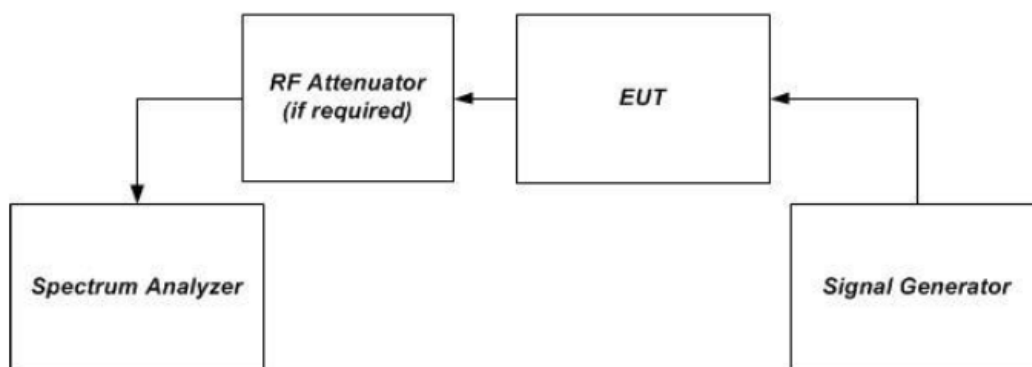 RF Attenuator
(if required)
EUT
Spectrum Analyzer
Signal Generator